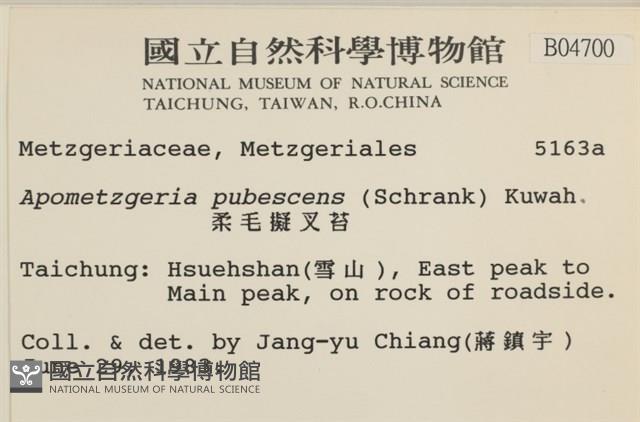 國立自然科學博物館
B04700
NATIONAL MUSEUM OF NATURAL SCIENCE
TAICHUNG, TAIWAN, R.O.CHINA
Metzgeriaceae, Metzgeriales 5163a
Apometzgeria pubescens (Schrank) Kuwah.
柔毛擬叉苔
Taichung: Hsuehshan(雪山), East peak to
Main peak, on rock of roadside.
Coll. & det. by Jang-yu Chiang(蔣鎮宇)
June 29, 1983.
國立自然科學博物館
NATIONAL MUSEUM OF NATURAL SCIENCE